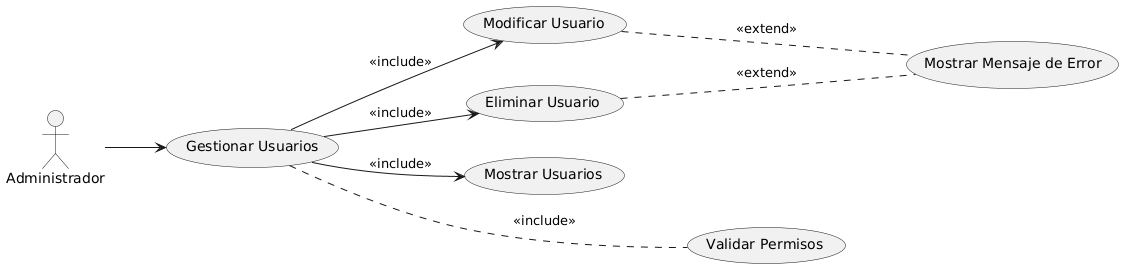 Modificar Usuario
«extend»
Mostrar Mensaje de Error
«include»
«extend»
Eliminar Usuario
«include»
Gestionar Usuarios
Administrador
«include»
Mostrar Usuarios
«include»
Validar Permisos